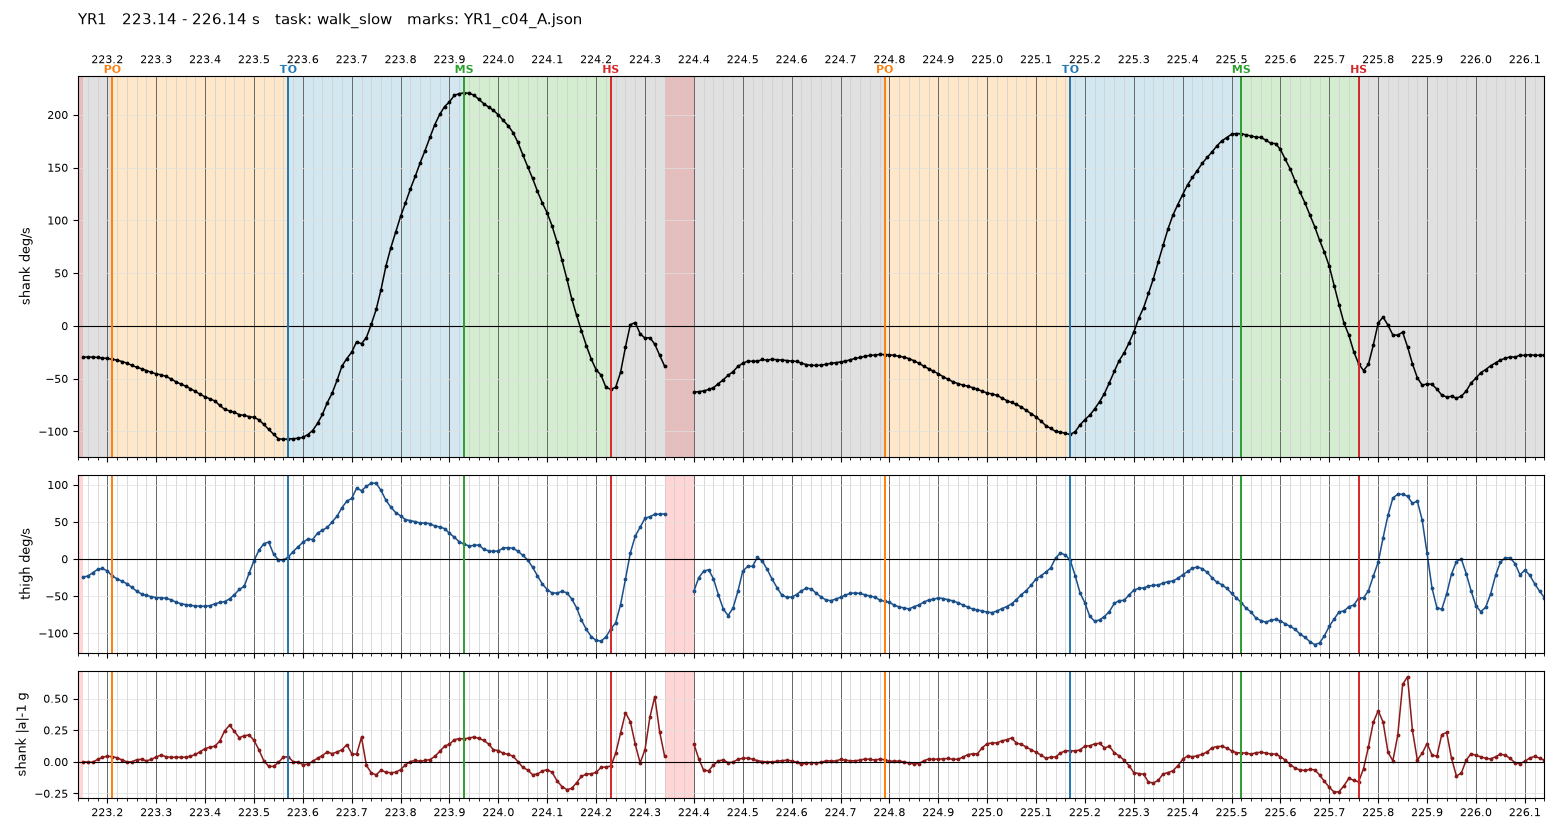 YR1 223.14 - 226.14 s task: walk_slow marks: YR1_c04_A.json
223.2 223.3 223.4 223.5 223.6 223.7 223.8 223.9 224.0 224.1 224.2 224.3 224.4 224.5 224.6 224.7 224.8 224.9 225.0 225.1 225.2 225.3 225.4 225.5 225.6 225.7 225.8 225.9 226.0 226.1
PO TO MS HS PO TO MS HS
shank deg/s
200
150
100
50
0
−50
−100
thigh deg/s
100
50
0
−50
−100
shank |a|-1 g
0.50
0.25
0.00
−0.25
223.2 223.3 223.4 223.5 223.6 223.7 223.8 223.9 224.0 224.1 224.2 224.3 224.4 224.5 224.6 224.7 224.8 224.9 225.0 225.1 225.2 225.3 225.4 225.5 225.6 225.7 225.8 225.9 226.0 226.1